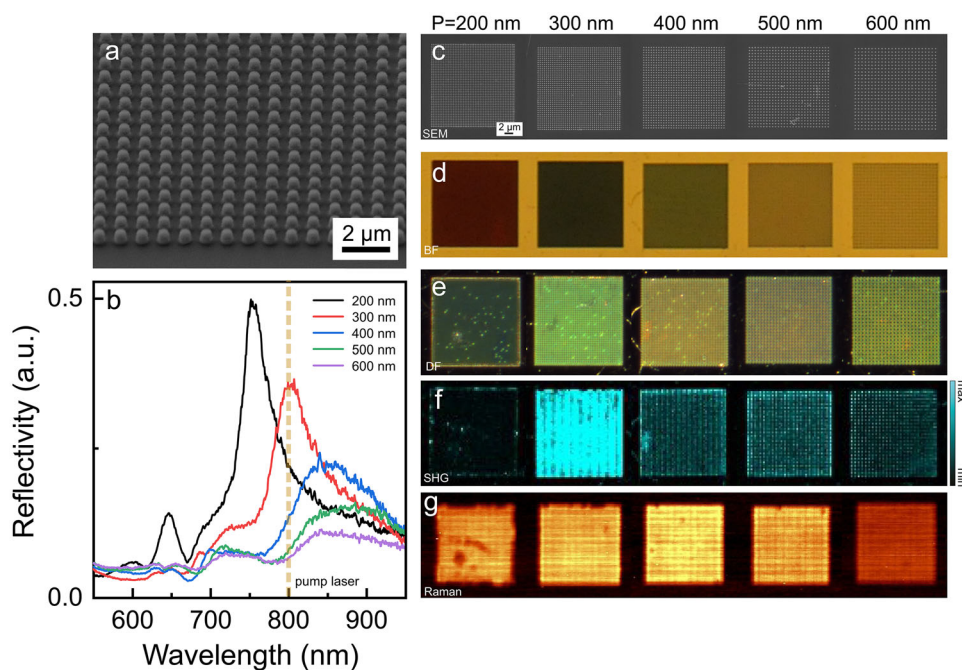 P=200 nm 300 nm 400 nm 500 nm 600 nm
a
2 µm
c
SEM
2 µm
d
BF
b
Reflectivity (a.u.)
0.5
0.0
200 nm
300 nm
400 nm
500 nm
600 nm
pump laser
600 700 800 900
Wavelength (nm)
e
DF
f
SHG
max
min
g
Raman